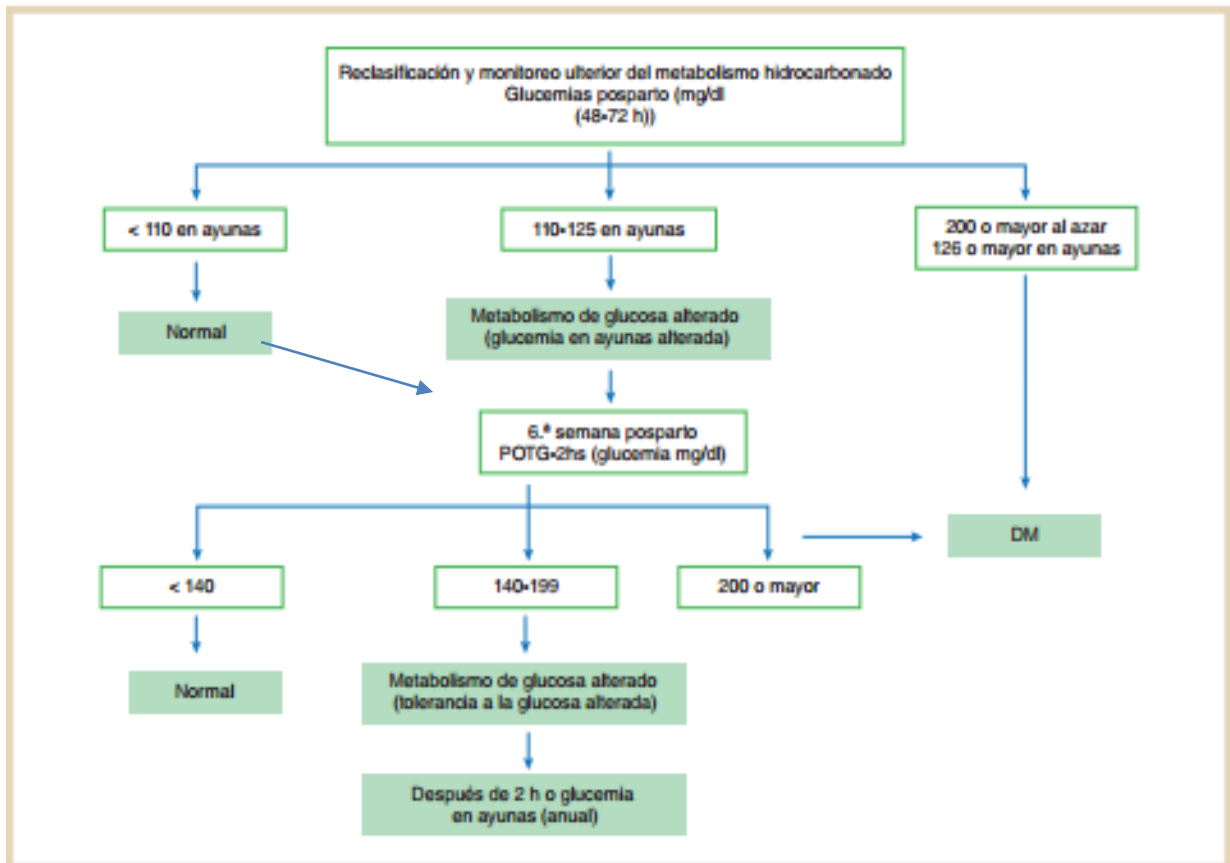 Reclasificación y monitoreo ulterior del metabolismo hidrocarbonado
Glucemias posparto (mg/dl
(48-72 h))
< 110 en ayunas
110-125 en ayunas
200 o mayor al azar
126 o mayor en ayunas
Normal
Metabolismo de glucosa alterado
(glucemia en ayunas alterada)
6.ª semana posparto
POTG-2hs (glucemia mg/dl)
DM
< 140
140-199
200 o mayor
Normal
Metabolismo de glucosa alterado
(tolerancia a la glucosa alterada)
Después de 2 h o glucemia
en ayunas (anual)